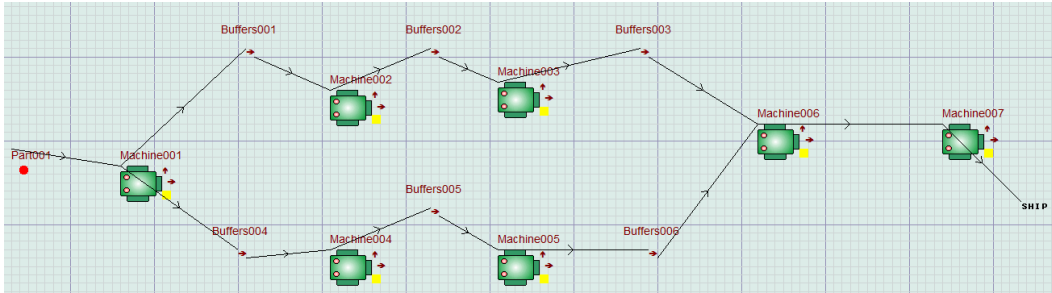 Buffers001
Buffers002
Buffers003
Machine002
Machine003
Machine006
Machine007
Part001
Machine001
Buffers005
SHIP
Buffers004
Machine004
Machine005
Buffers006